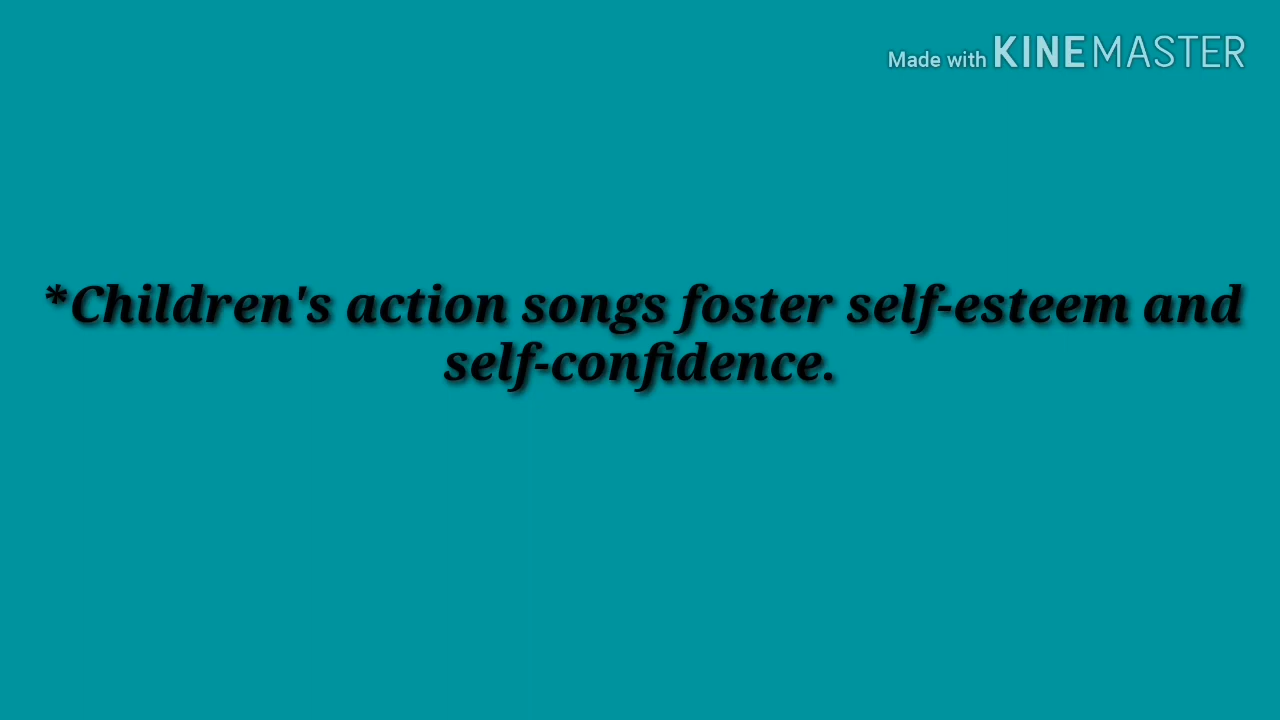 Made with KINEMASTER
*Children's action songs foster self-esteem and
self-confidence.